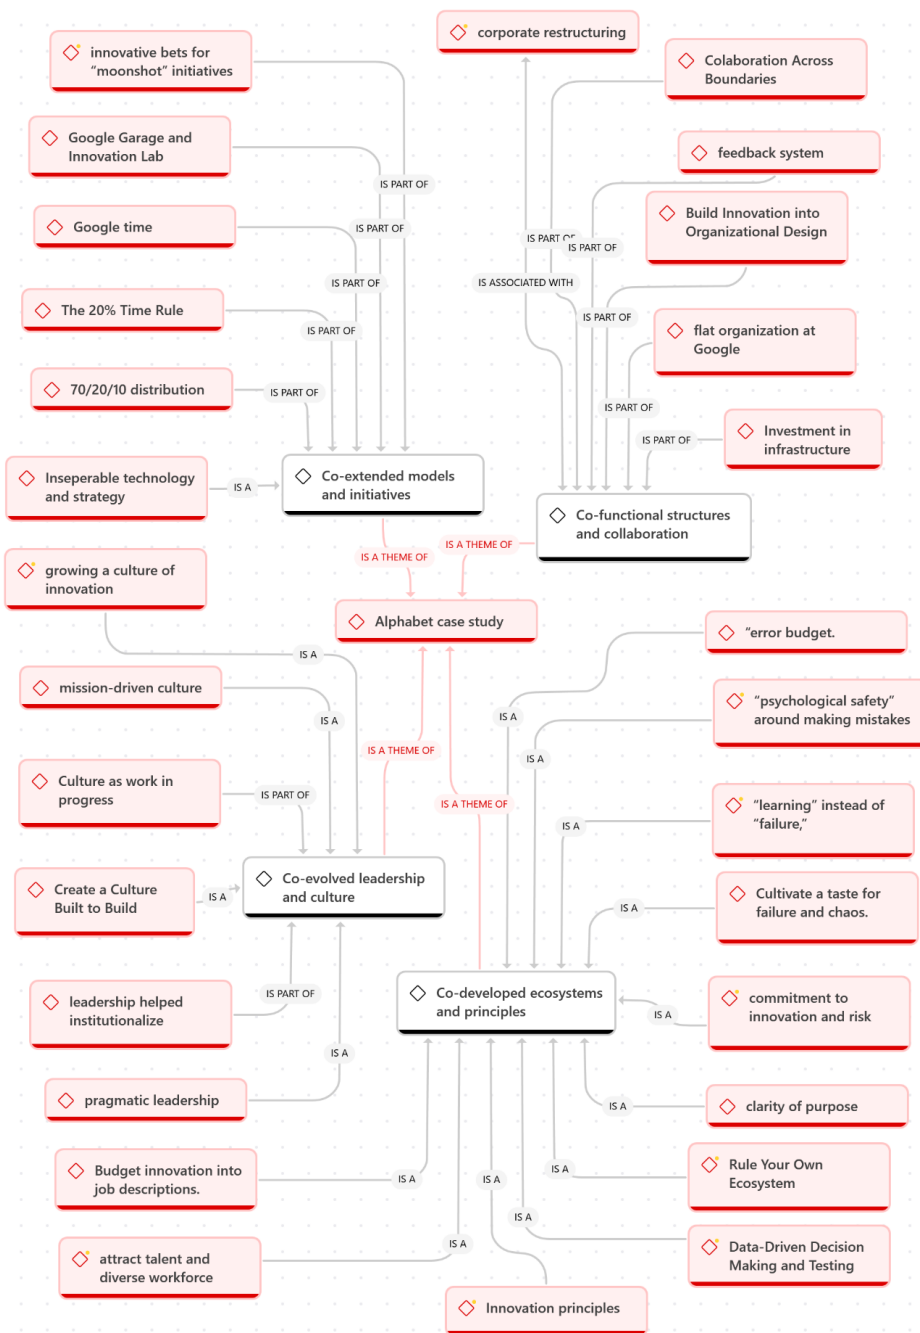 corporate restructuring
innovative bets for
“moonshot” initiatives
Colaboration Across
Boundaries
Google Garage and
Innovation Lab
feedback system
IS PART OF
Google time
IS PART OF
Build Innovation into
Organizational Design
IS PART OF
IS PART OF
IS PART OF
IS ASSOCIATED WITH
The 20% Time Rule
IS PART OF
IS PART OF
flat organization at
Google
70/20/10 distribution
IS PART OF
IS PART OF
Investment in
infrastructure
IS PART OF
Inseperable technology
and strategy
IS A
Co-extended models
and initiatives
Co-functional structures
and collaboration
IS A THEME OF
IS A THEME OF
growing a culture of
innovation
Alphabet case study
“error budget.
IS A
mission-driven culture
IS A
IS A
“psychological safety”
around making mistakes
IS A THEME OF
IS A
Culture as work in
progress
IS PART OF
IS A THEME OF
“learning” instead of
“failure,”
IS A
Create a Culture
Built to Build
IS A
Co-evolved leadership
and culture
Cultivate a taste for
failure and chaos.
IS A
leadership helped
institutionalize
IS PART OF
Co-developed ecosystems
and principles
commitment to
innovation and risk
IS A
IS A
pragmatic leadership
clarity of purpose
IS A
Budget innovation into
job descriptions.
IS A
IS A
IS A
Rule Your Own
Ecosystem
IS A
attract talent and
diverse workforce
IS A
Data-Driven Decision
Making and Testing
Innovation principles